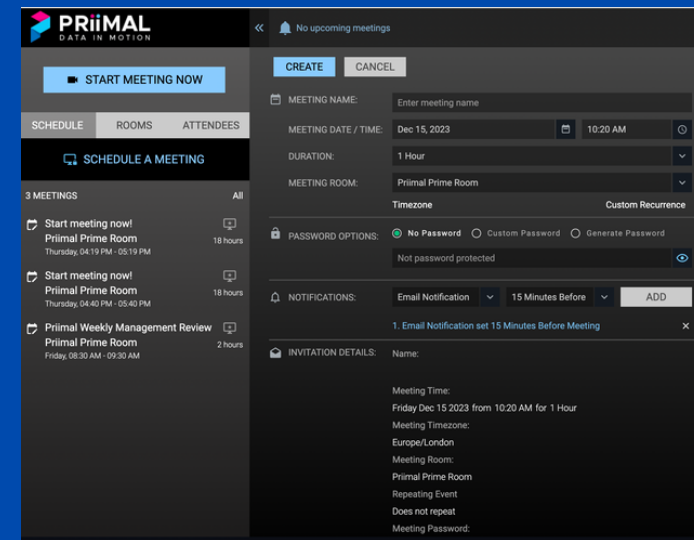 PRiiMAL
DATA IN MOTION
START MEETING NOW
SCHEDULE ROOMS ATTENDEES
SCHEDULE A MEETING
3 MEETINGS All
Start meeting now!
Priimal Prime Room 18 hours
Thursday, 04:19 PM - 05:19 PM
Start meeting now!
Priimal Prime Room 18 hours
Thursday, 04:40 PM - 05:40 PM
Priimal Weekly Management Review
Priimal Prime Room 2 hours
Friday, 08:30 AM - 09:30 AM
« No upcoming meetings
CREATE CANCEL
MEETING NAME: Enter meeting name
MEETING DATE / TIME: Dec 15, 2023 10:20 AM
DURATION: 1 Hour
MEETING ROOM: Priimal Prime Room
Timezone Custom Recurrence
PASSWORD OPTIONS: No Password Custom Password Generate Password
Not password protected
NOTIFICATIONS: Email Notification 15 Minutes Before ADD
1. Email Notification set 15 Minutes Before Meeting ×
INVITATION DETAILS: Name:
Meeting Time:
Friday Dec 15 2023 from 10:20 AM for 1 Hour
Meeting Timezone:
Europe/London
Meeting Room:
Priimal Prime Room
Repeating Event
Does not repeat
Meeting Password: